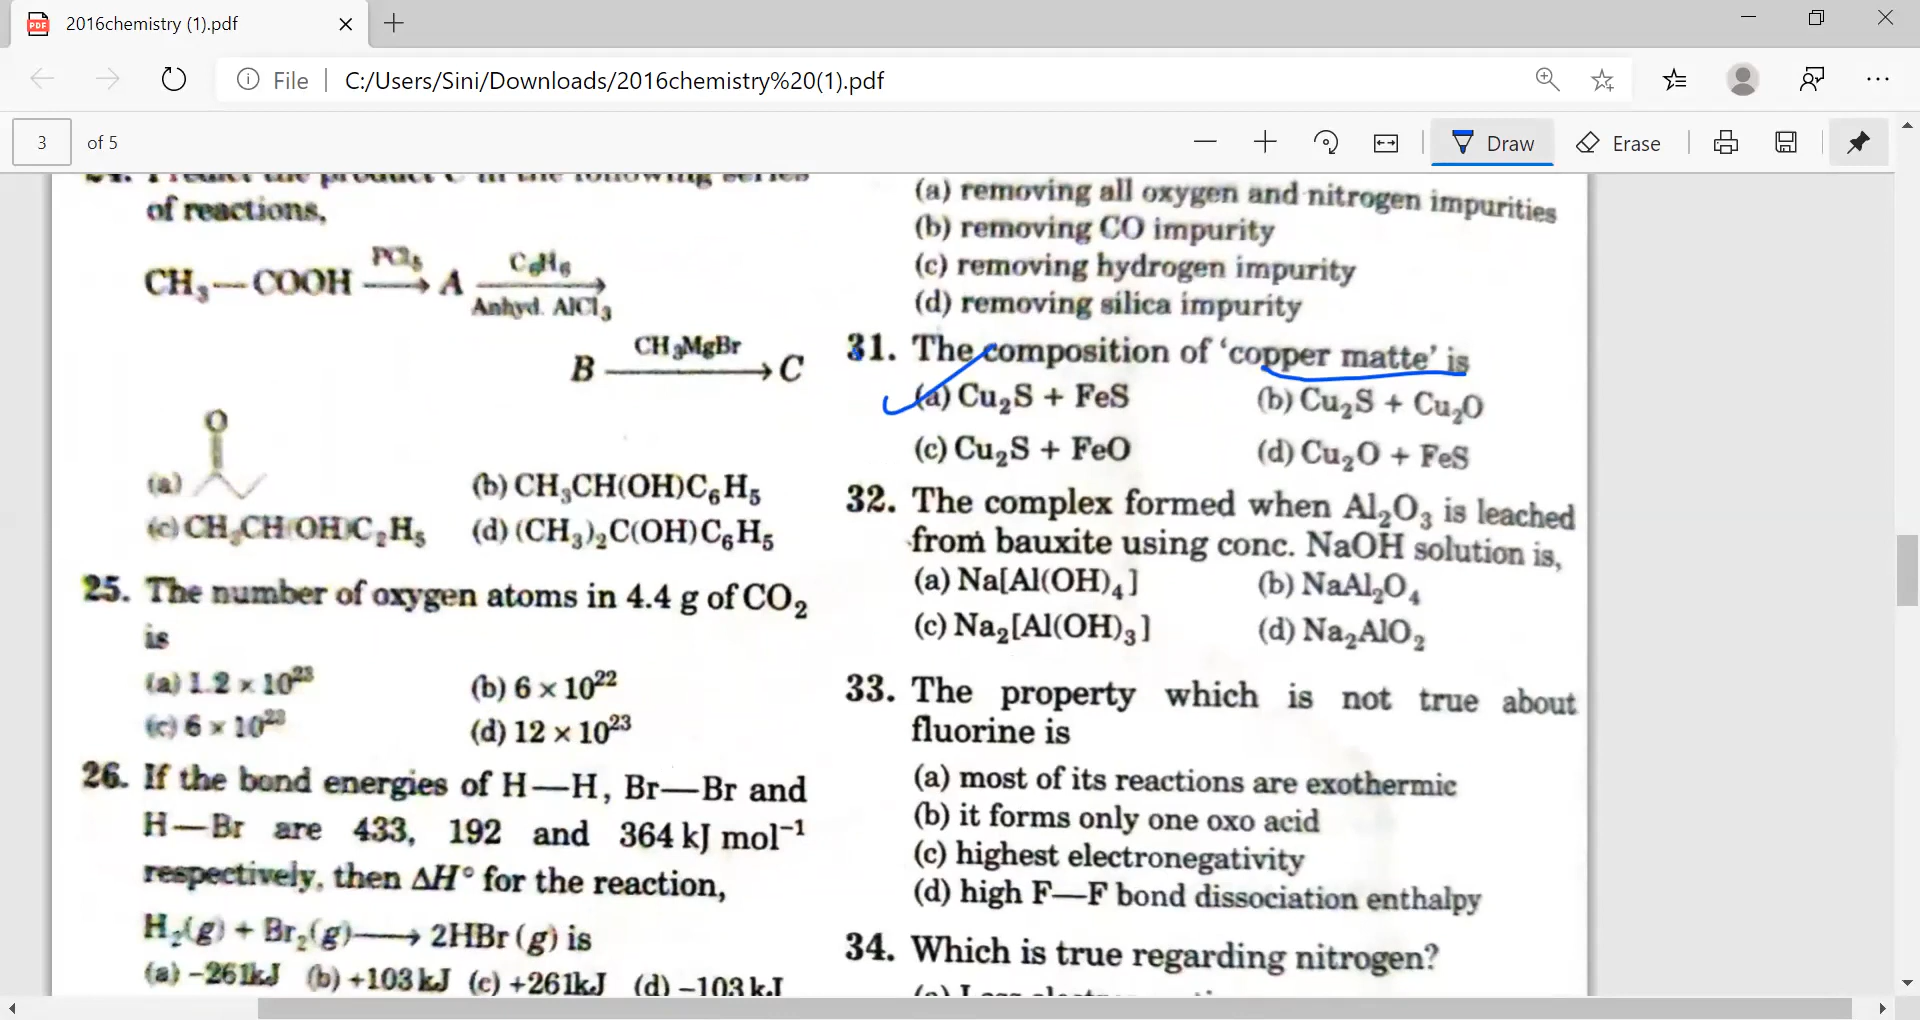 2016chemistry (1).pdf
File | C:/Users/Sini/Downloads/2016chemistry%20(1).pdf
3 of 5
Draw
Erase
24. Predict the product C in the following series
of reactions,
CH₃—COOH —PCl₅→ A —C₆H₆ / Anhyd. AlCl₃→
B —CH₃MgBr→ C
O
(a)
(b) CH₃CH(OH)C₆H₅
(c) CH₃CH(OH)C₂H₅ (d) (CH₃)₂C(OH)C₆H₅
25. The number of oxygen atoms in 4.4 g of CO₂
is
(a) 1.2 × 10²³ (b) 6 × 10²²
(c) 6 × 10²³ (d) 12 × 10²³
26. If the bond energies of H—H, Br—Br and
H—Br are 433, 192 and 364 kJ mol⁻¹
respectively, then ΔH° for the reaction,
H₂(g) + Br₂(g) ⟶ 2HBr (g) is
(a) −261kJ (b) +103 kJ (c) +261kJ (d) −103 kJ
(a) removing all oxygen and nitrogen impurities
(b) removing CO impurity
(c) removing hydrogen impurity
(d) removing silica impurity
31. The composition of ‘copper matte’ is
(a) Cu₂S + FeS (b) Cu₂S + Cu₂O
(c) Cu₂S + FeO (d) Cu₂O + FeS
32. The complex formed when Al₂O₃ is leached
from bauxite using conc. NaOH solution is,
(a) Na[Al(OH)₄] (b) NaAl₂O₄
(c) Na₂[Al(OH)₃] (d) Na₂AlO₂
33. The property which is not true about
fluorine is
(a) most of its reactions are exothermic
(b) it forms only one oxo acid
(c) highest electronegativity
(d) high F—F bond dissociation enthalpy
34. Which is true regarding nitrogen?